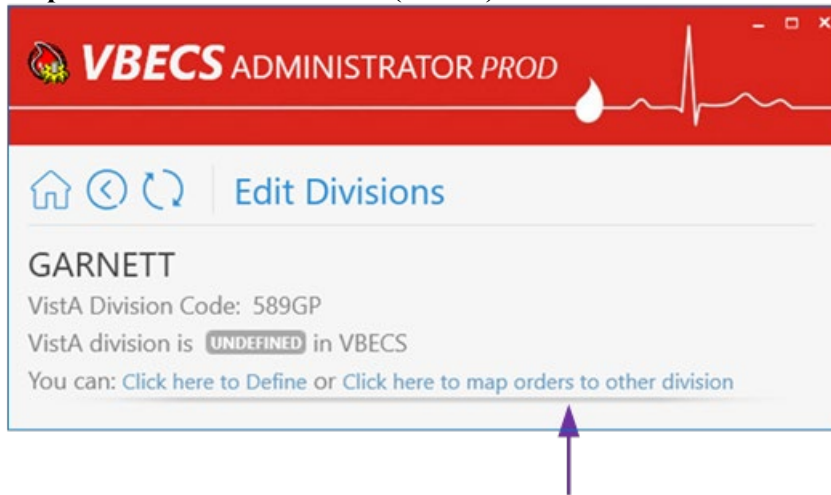 VBECS ADMINISTRATOR PROD
Edit Divisions
GARNETT
VistA Division Code: 589GP
VistA division is UNDEFINED in VBECS
You can: Click here to Define or Click here to map orders to other division